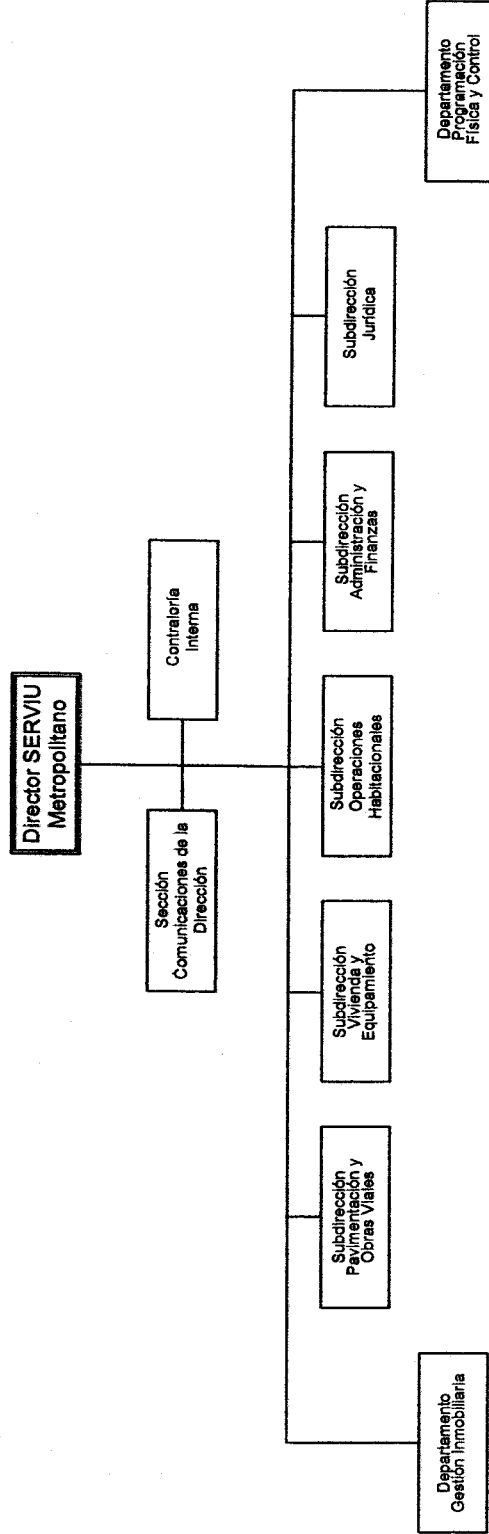 Director SERVIU
Metropolitano
Sección
Comunicaciones de la
Dirección
Contraloría
Interna
Departamento
Gestión Inmobiliaria
Subdirección
Pavimentación y
Obras Viales
Subdirección
Vivienda y
Equipamiento
Subdirección
Operaciones
Habitacionales
Subdirección
Administración y
Finanzas
Subdirección
Jurídica
Departamento
Programación
Física y Control